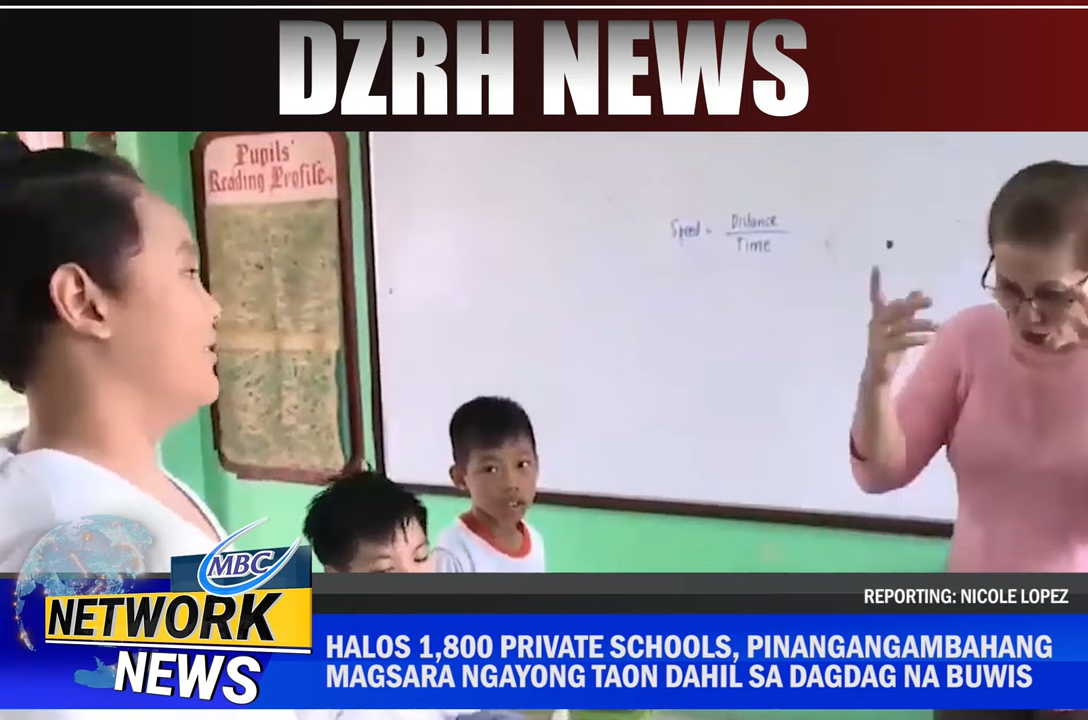 DZRH NEWS
Pupils'
Reading Profile
Speed = Distance
Time
REPORTING: NICOLE LOPEZ
MBC
NETWORK
NEWS
HALOS 1,800 PRIVATE SCHOOLS, PINANGANGAMBAHANG
MAGSARA NGAYONG TAON DAHIL SA DAGDAG NA BUWIS